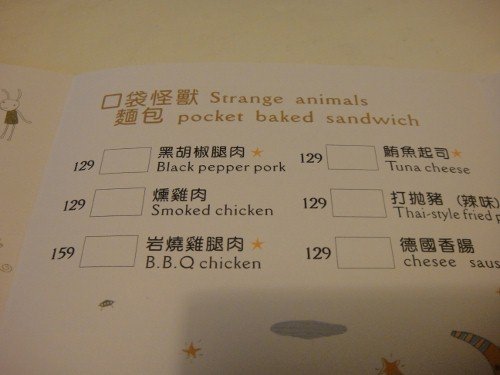 口袋怪獸 Strange animals
麵包 pocket baked sandwich
129 黑胡椒腿肉
Black pepper pork
129 鮪魚起司
Tuna cheese
129 燻雞肉
Smoked chicken
129 打拋豬 (辣味)
Thai-style fried
159 岩燒雞腿肉
B.B.Q chicken
129 德國香腸
chesee saus